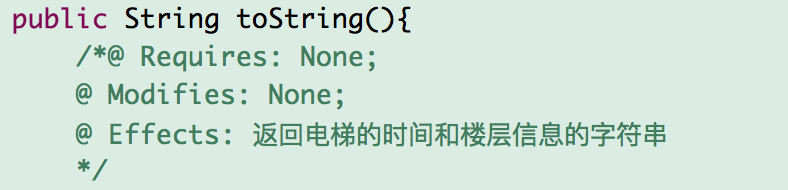 public String toString(){
/*@ Requires: None;
@ Modifies: None;
@ Effects: 返回电梯的时间和楼层信息的字符串
*/